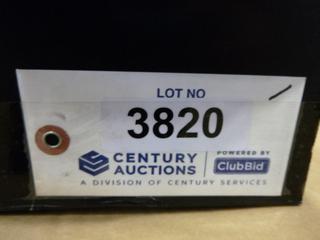 LOT NO
3820
CENTURY AUCTIONS
POWERED BY
ClubBid
A DIVISION OF CENTURY SERVICES